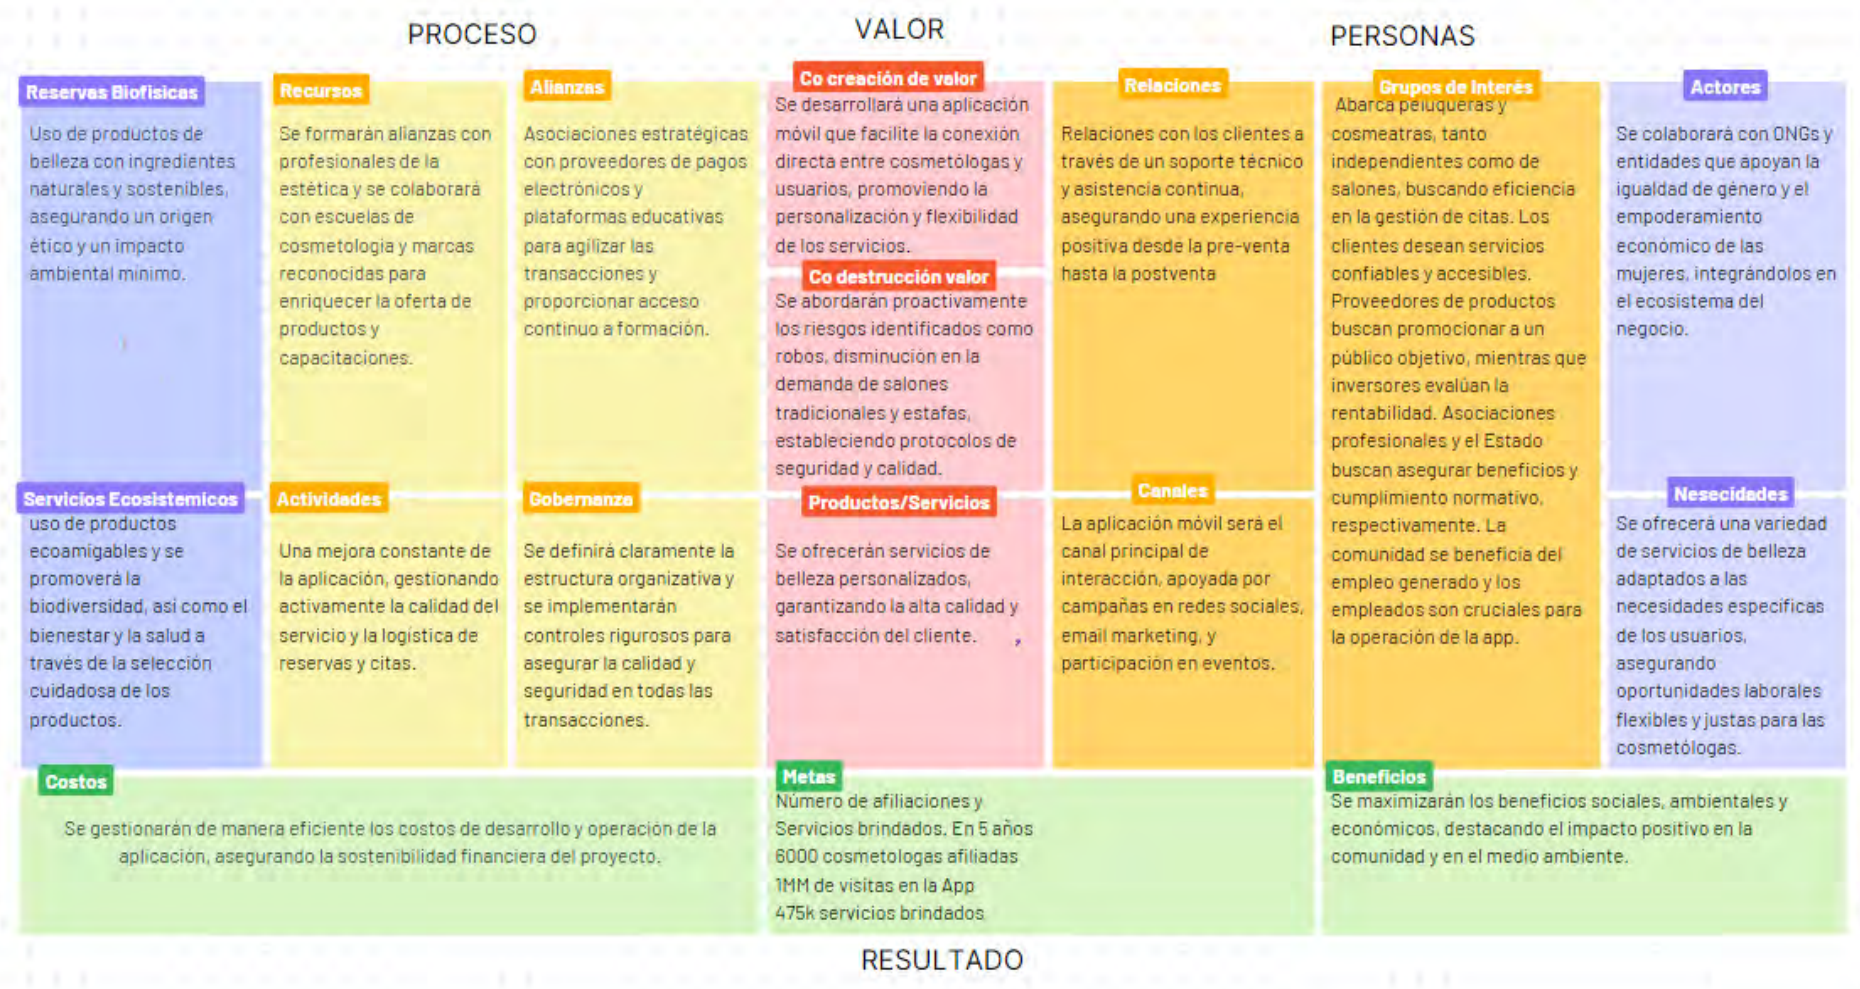 PROCESO
VALOR
PERSONAS
Reservas Biofisicas
Uso de productos de
belleza con ingredientes
naturales y sostenibles,
asegurando un origen
ético y un impacto
ambiental mínimo.
Recursos
Se formarán alianzas con
profesionales de la
estética y se colaborará
con escuelas de
cosmetología y marcas
reconocidas para
enriquecer la oferta de
productos y
capacitaciones.
Alianzas
Asociaciones estratégicas
con proveedores de pagos
electrónicos y
plataformas educativas
para agilizar las
transacciones y
proporcionar acceso
continuo a formación.
Co creación de valor
Se desarrollará una aplicación
móvil que facilite la conexión
directa entre cosmetólogas y
usuarios, promoviendo la
personalización y flexibilidad
de los servicios.
Co destrucción valor
Se abordarán proactivamente
los riesgos identificados como
robos, disminución en la
demanda de salones
tradicionales y estafas,
estableciendo protocolos de
seguridad y calidad.
Relaciones
Relaciones con los clientes a
través de un soporte técnico
y asistencia continua,
asegurando una experiencia
positiva desde la pre-venta
hasta la postventa
Grupos de Interés
Abarca peluqueras y
cosmeatras, tanto
independientes como de
salones, buscando eficiencia
en la gestión de citas. Los
clientes desean servicios
confiables y accesibles.
Proveedores de productos
buscan promocionar a un
público objetivo, mientras que
inversores evalúan la
rentabilidad. Asociaciones
profesionales y el Estado
buscan asegurar beneficios y
cumplimiento normativo,
respectivamente. La
comunidad se beneficia del
empleo generado y los
empleados son cruciales para
la operación de la app.
Actores
Se colaborará con ONGs y
entidades que apoyan la
igualdad de género y el
empoderamiento
económico de las
mujeres, integrándolos en
el ecosistema del
negocio.
Servicios Ecosistemicos
uso de productos
ecoamigables y se
promoverá la
biodiversidad, así como el
bienestar y la salud a
través de la selección
cuidadosa de los
productos.
Actividades
Una mejora constante de
la aplicación, gestionando
activamente la calidad del
servicio y la logística de
reservas y citas.
Gobernanza
Se definirá claramente la
estructura organizativa y
se implementarán
controles rigurosos para
asegurar la calidad y
seguridad en todas las
transacciones.
Productos/Servicios
Se ofrecerán servicios de
belleza personalizados,
garantizando la alta calidad y
satisfacción del cliente. ,
Canales
La aplicación móvil será el
canal principal de
interacción, apoyada por
campañas en redes sociales,
email marketing, y
participación en eventos.
Nesecidades
Se ofrecerá una variedad
de servicios de belleza
adaptados a las
necesidades específicas
de los usuarios,
asegurando
oportunidades laborales
flexibles y justas para las
cosmetólogas.
Costos
Se gestionarán de manera eficiente los costos de desarrollo y operación de la
aplicación, asegurando la sostenibilidad financiera del proyecto.
Metas
Número de afiliaciones y
Servicios brindados. En 5 años
6000 cosmetologas afiliadas
1MM de visitas en la App
475k servicios brindados
Beneficios
Se maximizarán los beneficios sociales, ambientales y
económicos, destacando el impacto positivo en la
comunidad y en el medio ambiente.
RESULTADO